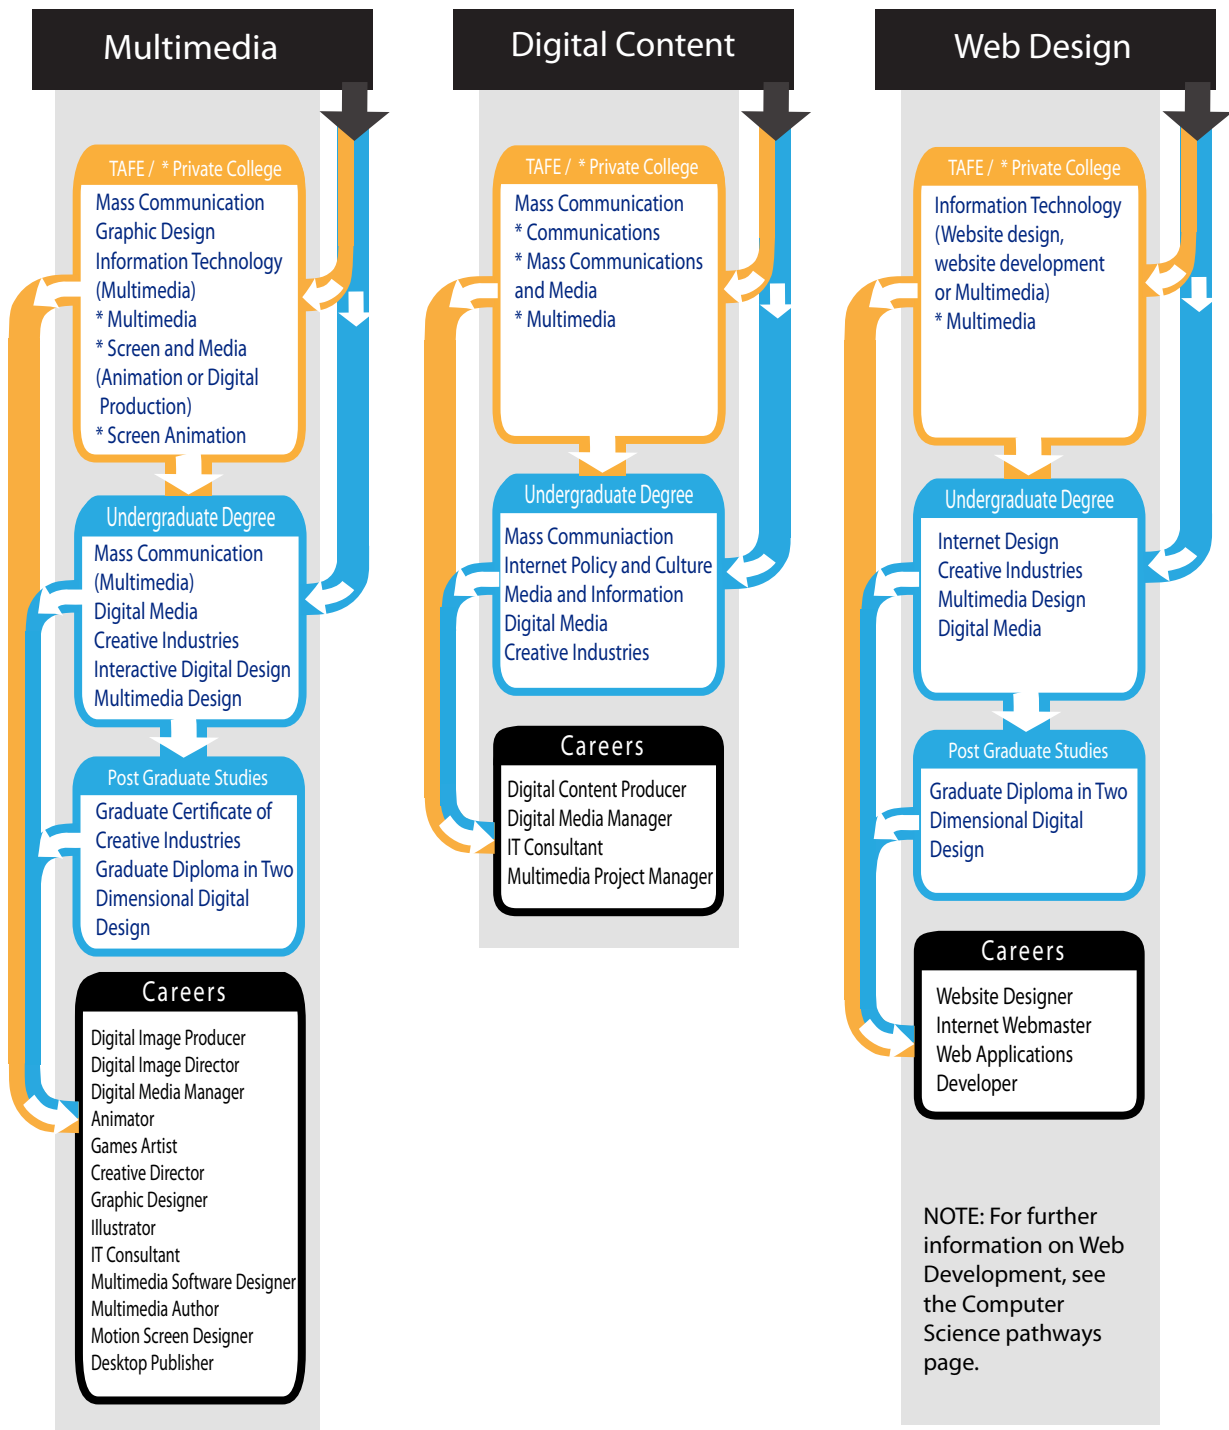 Multimedia
TAFE / * Private College
Mass Communication
Graphic Design
Information Technology
(Multimedia)
* Multimedia
* Screen and Media
(Animation or Digital
Production)
* Screen Animation
Undergraduate Degree
Mass Communication
(Multimedia)
Digital Media
Creative Industries
Interactive Digital Design
Multimedia Design
Post Graduate Studies
Graduate Certificate of
Creative Industries
Graduate Diploma in Two
Dimensional Digital
Design
Careers
Digital Image Producer
Digital Image Director
Digital Media Manager
Animator
Games Artist
Creative Director
Graphic Designer
Illustrator
IT Consultant
Multimedia Software Designer
Multimedia Author
Motion Screen Designer
Desktop Publisher
Digital Content
TAFE / * Private College
Mass Communication
* Communications
* Mass Communications
and Media
* Multimedia
Undergraduate Degree
Mass Communiaction
Internet Policy and Culture
Media and Information
Digital Media
Creative Industries
Careers
Digital Content Producer
Digital Media Manager
IT Consultant
Multimedia Project Manager
Web Design
TAFE / * Private College
Information Technology
(Website design,
website development
or Multimedia)
* Multimedia
Undergraduate Degree
Internet Design
Creative Industries
Multimedia Design
Digital Media
Post Graduate Studies
Graduate Diploma in Two
Dimensional Digital
Design
Careers
Website Designer
Internet Webmaster
Web Applications
Developer
NOTE: For further
information on Web
Development, see
the Computer
Science pathways
page.